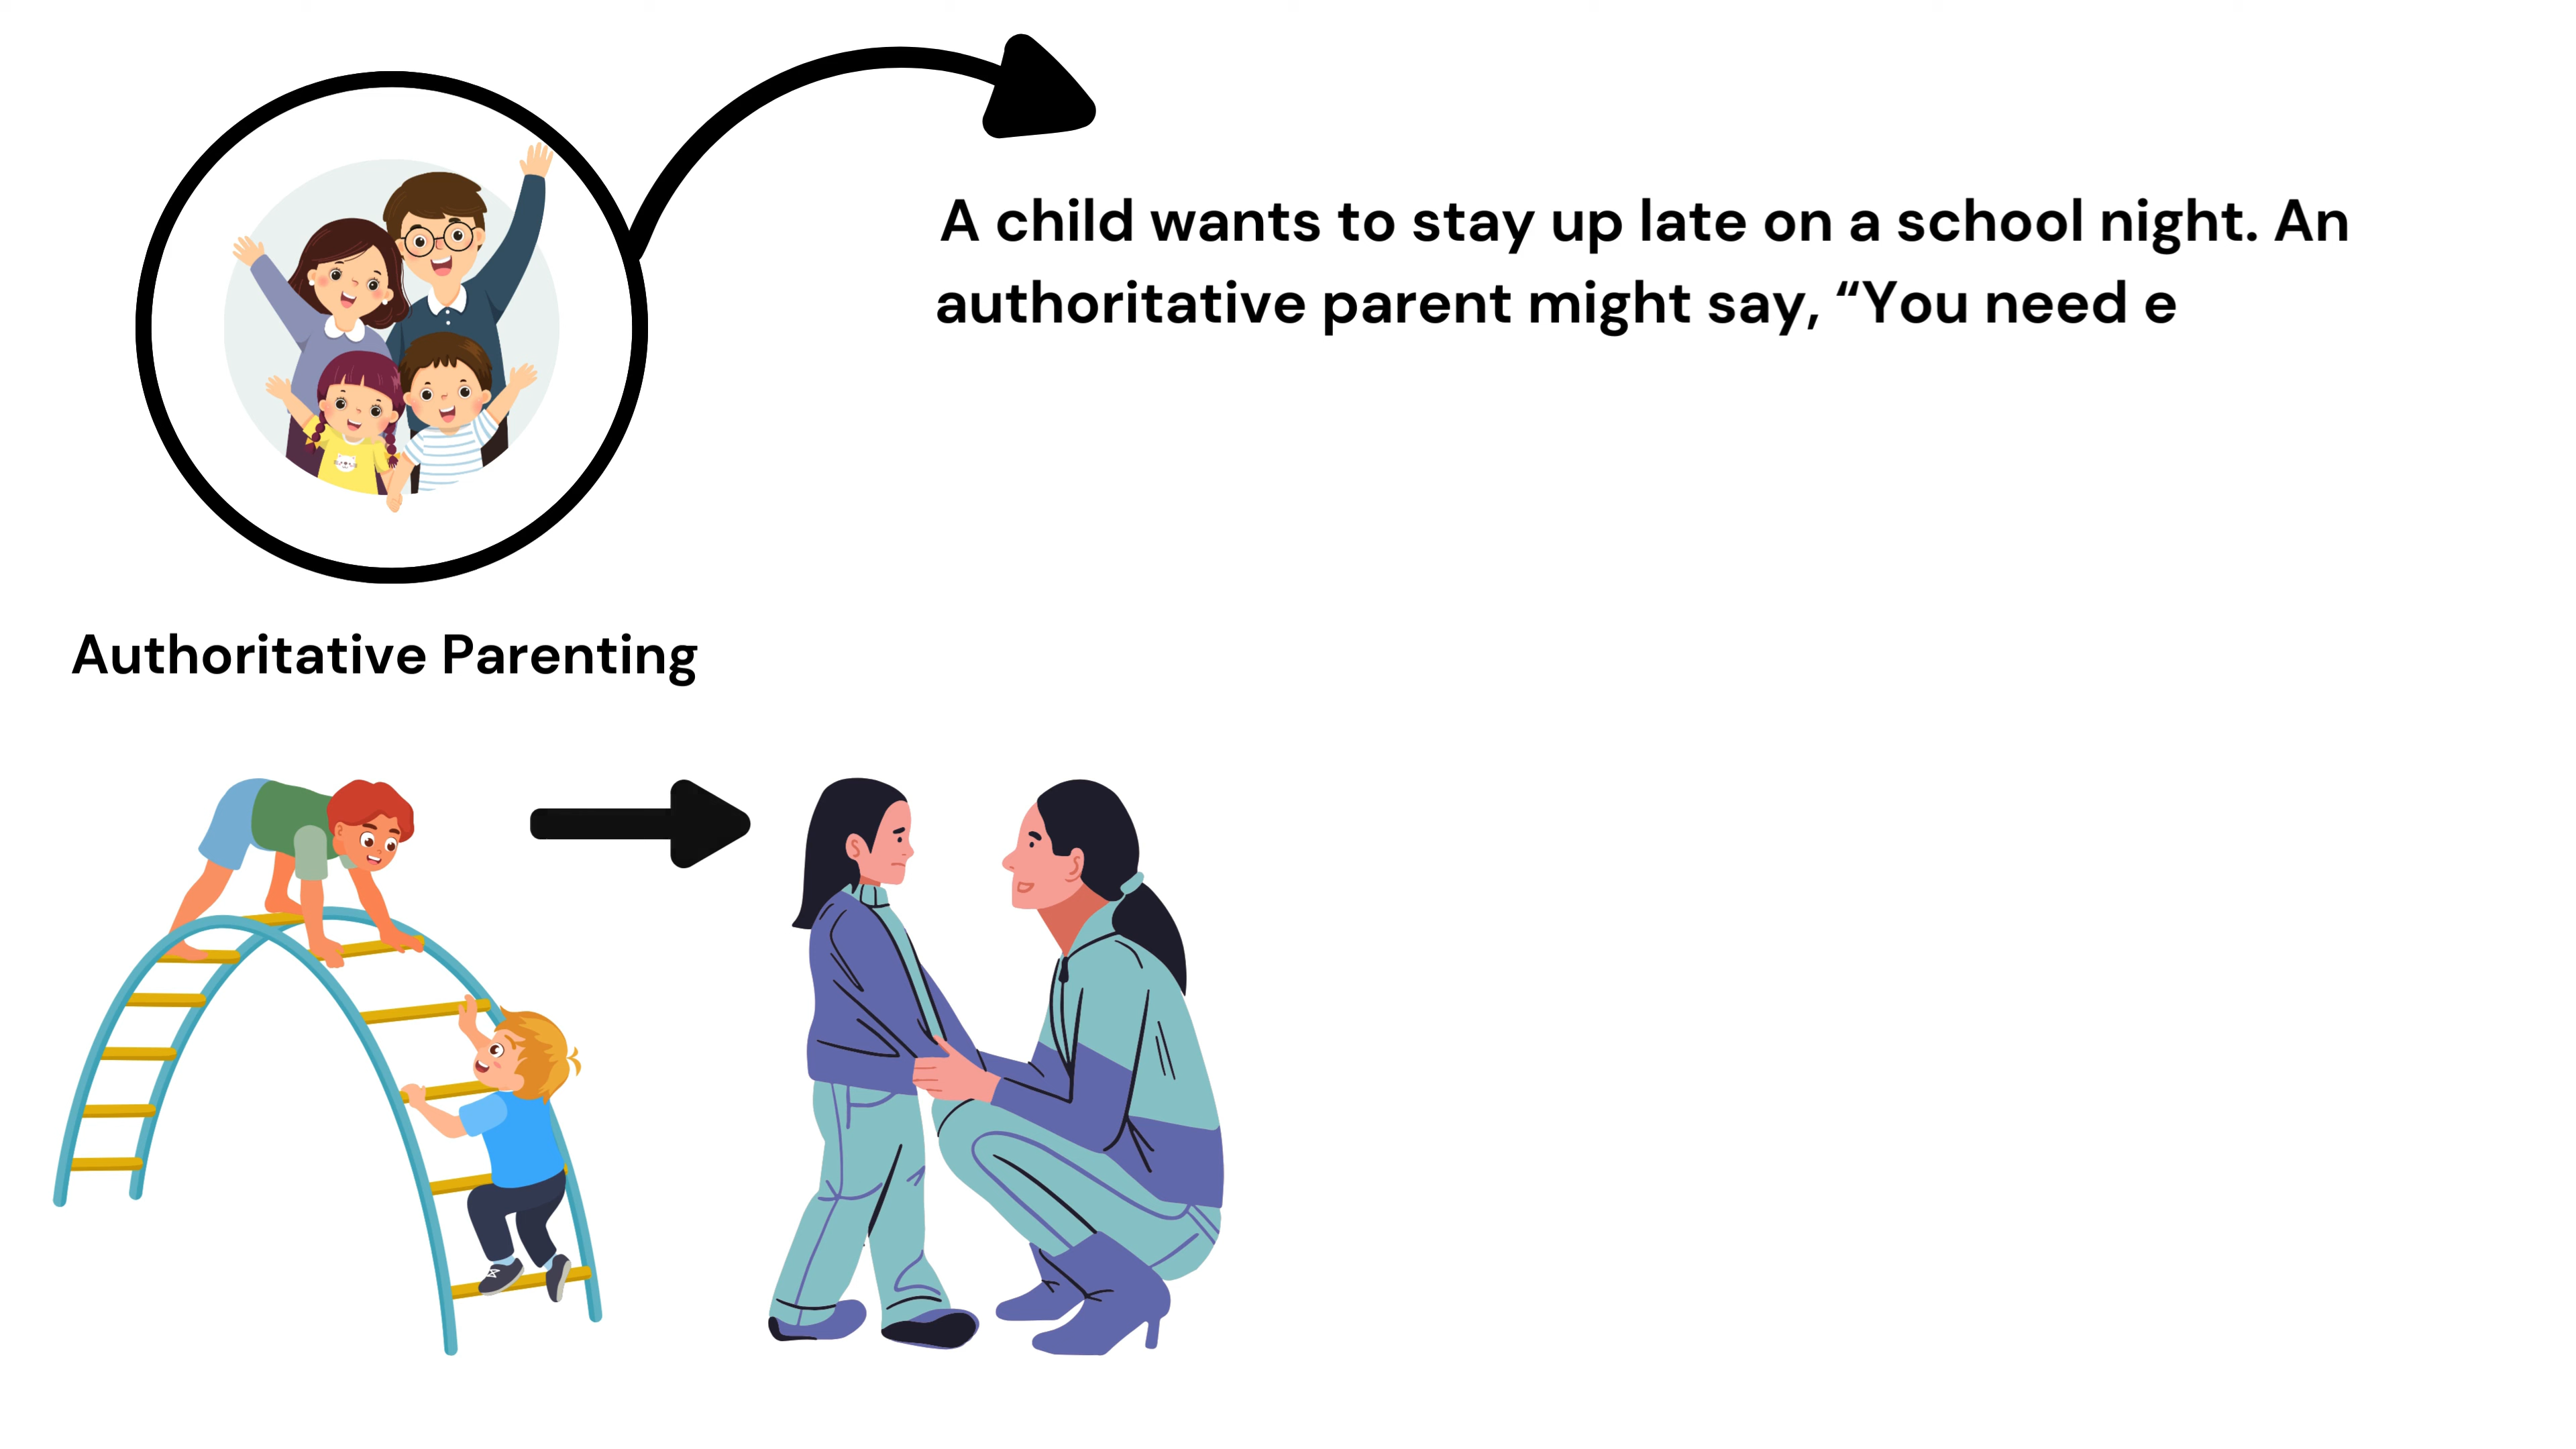 A child wants to stay up late on a school night. An
authoritative parent might say, “You need e
Authoritative Parenting